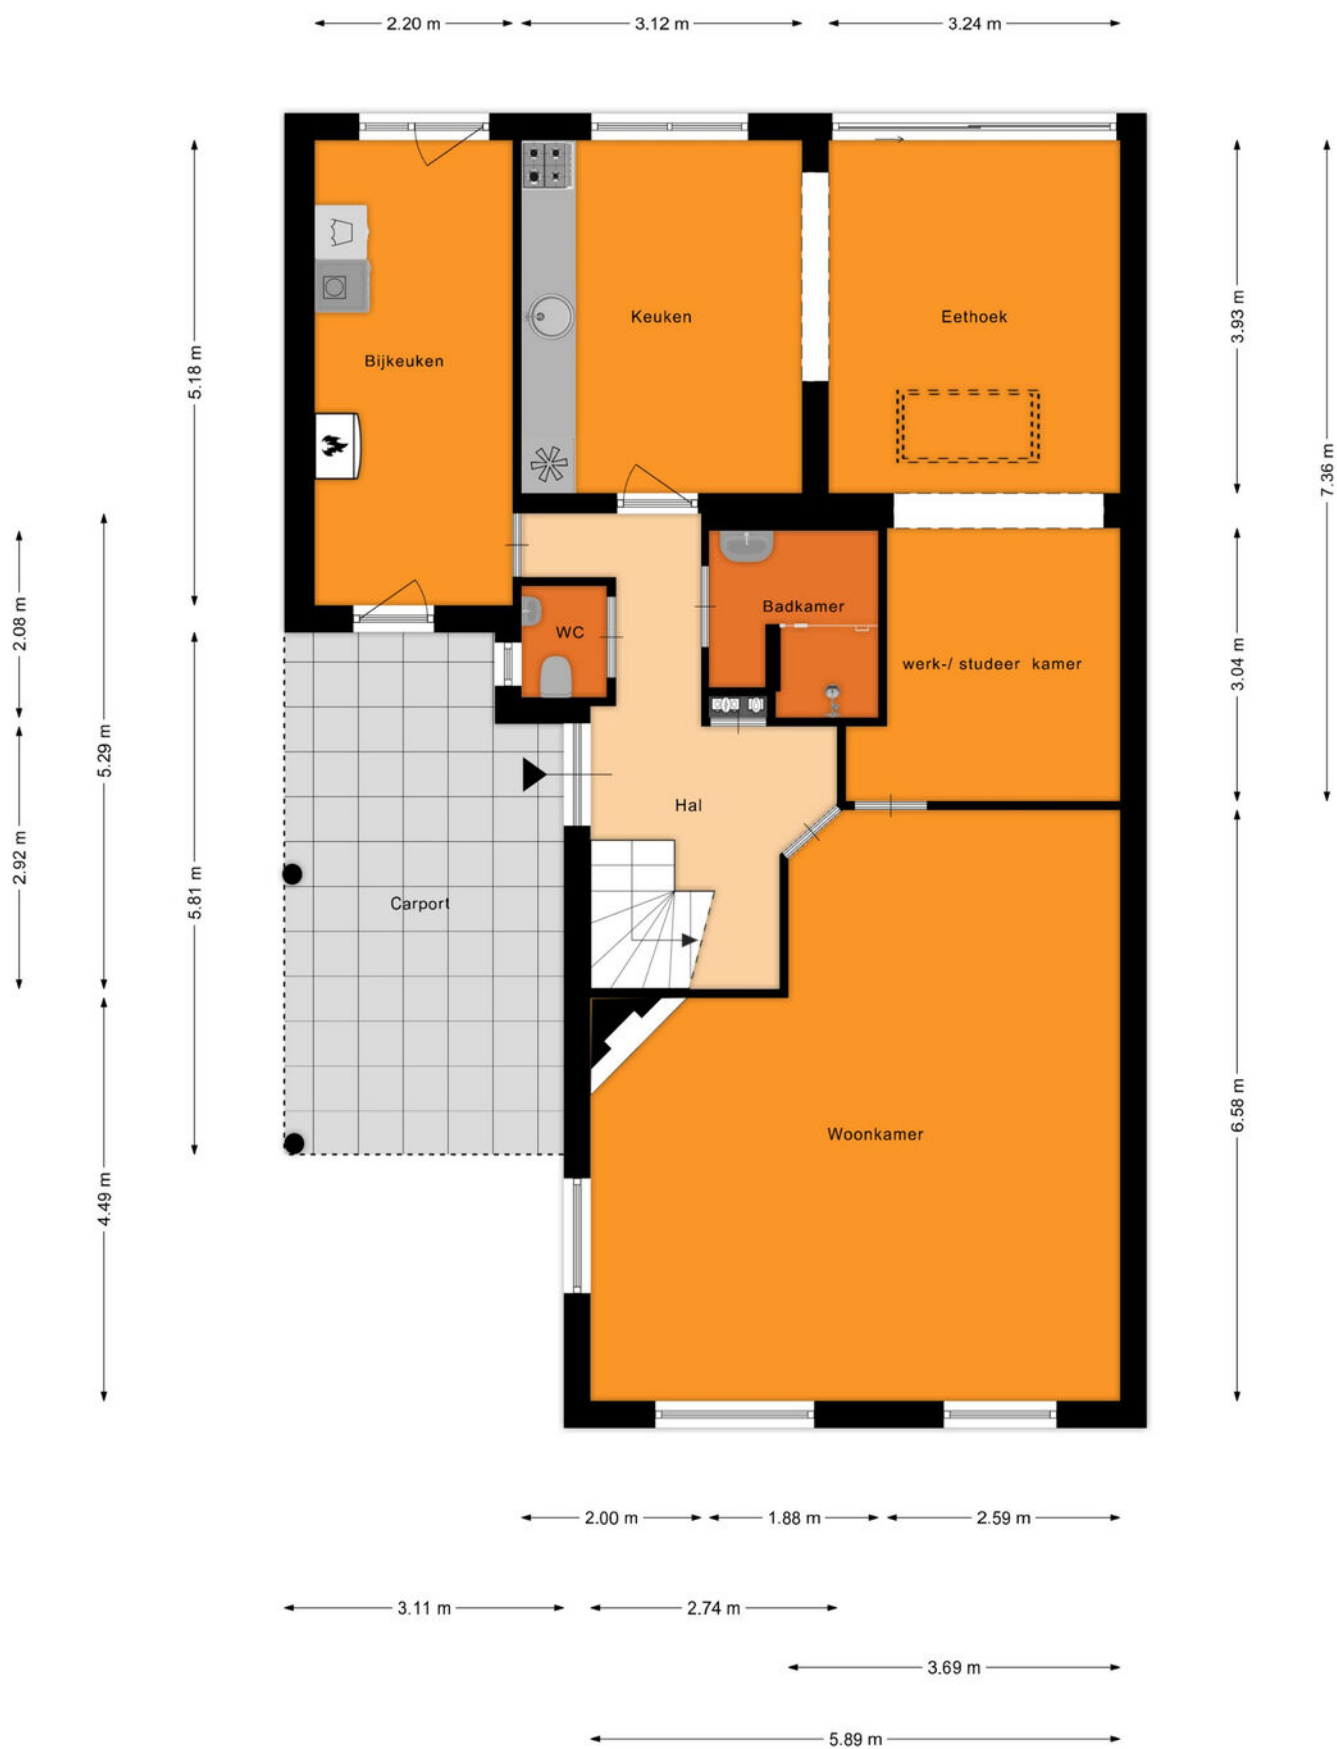 2.20 m
3.12 m
3.24 m
Keuken
Eethoek
Bijkeuken
3.93 m
5.18 m
7.36 m
2.08 m
WC
Badkamer
werk-/ studeer kamer
3.04 m
5.29 m
Hal
2.92 m
5.81 m
Carport
6.58 m
Woonkamer
4.49 m
2.00 m
1.88 m
2.59 m
3.11 m
2.74 m
3.69 m
5.89 m